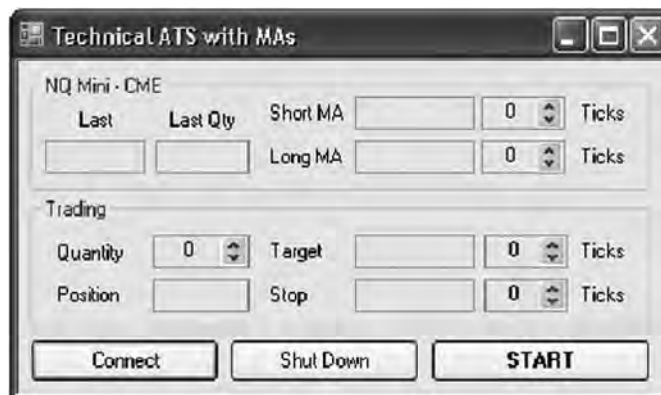 Technical ATS with MAs
NQ Mini - CME
Last Last Qty Short MA 0 Ticks
Long MA 0 Ticks
Trading
Quantity 0 Target 0 Ticks
Position Stop 0 Ticks
Connect Shut Down START